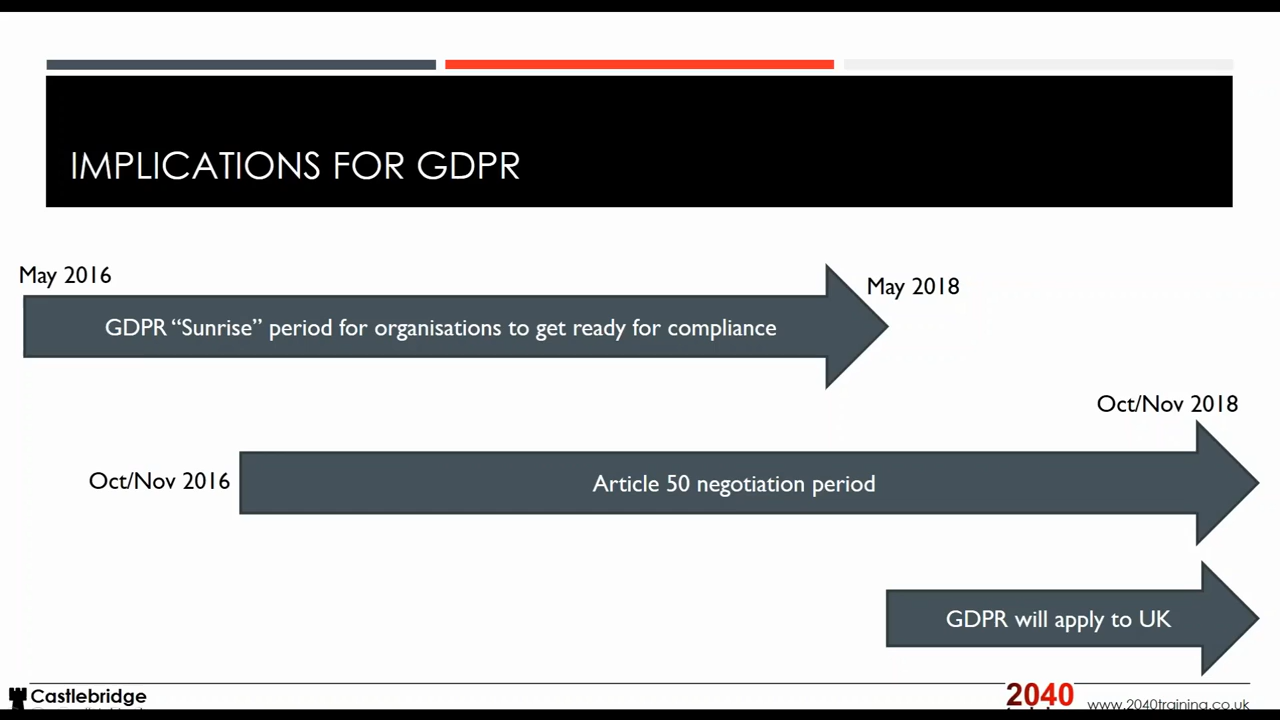 IMPLICATIONS FOR GDPR
May 2016
May 2018
GDPR “Sunrise” period for organisations to get ready for compliance
Oct/Nov 2018
Oct/Nov 2016
Article 50 negotiation period
GDPR will apply to UK
Castlebridge
2040
www.2040training.co.uk